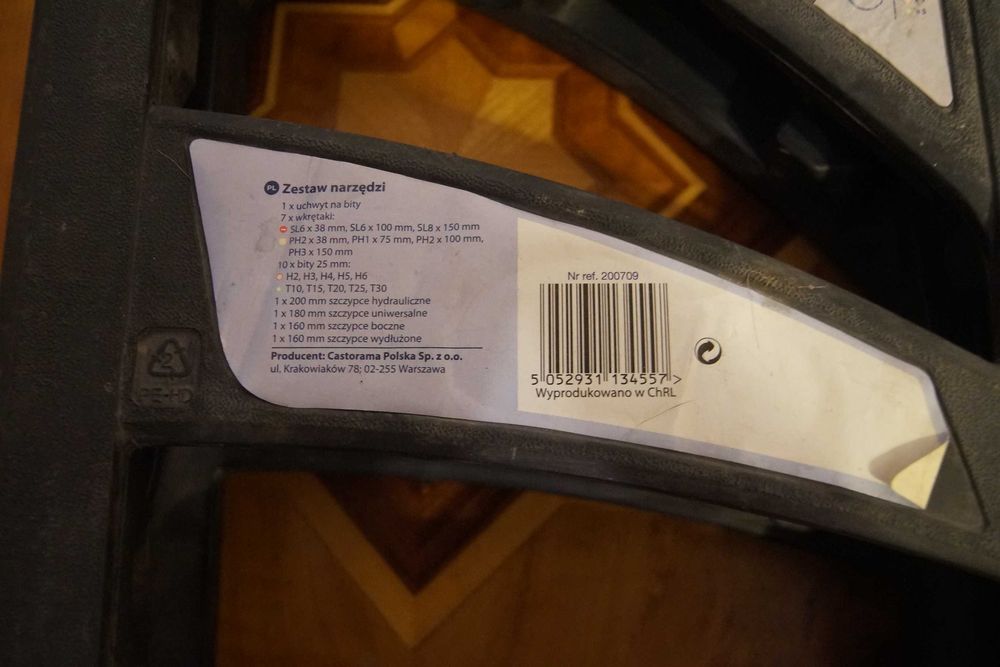 PL Zestaw narzędzi
1 x uchwyt na bity
7 x wkrętaki:
SL6 x 38 mm, SL6 x 100 mm, SL8 x 150 mm
PH2 x 38 mm, PH1 x 75 mm, PH2 x 100 mm,
PH3 x 150 mm
10 x bity 25 mm:
H2, H3, H4, H5, H6
T10, T15, T20, T25, T30
1 x 200 mm szczypce hydrauliczne
1 x 180 mm szczypce uniwersalne
1 x 160 mm szczypce boczne
1 x 160 mm szczypce wydłużone
Producent: Castorama Polska Sp. z o.o.
ul. Krakowiaków 78; 02-255 Warszawa
Nr ref. 200709
5 052931 134557 >
Wyprodukowano w ChRL
PE-HD